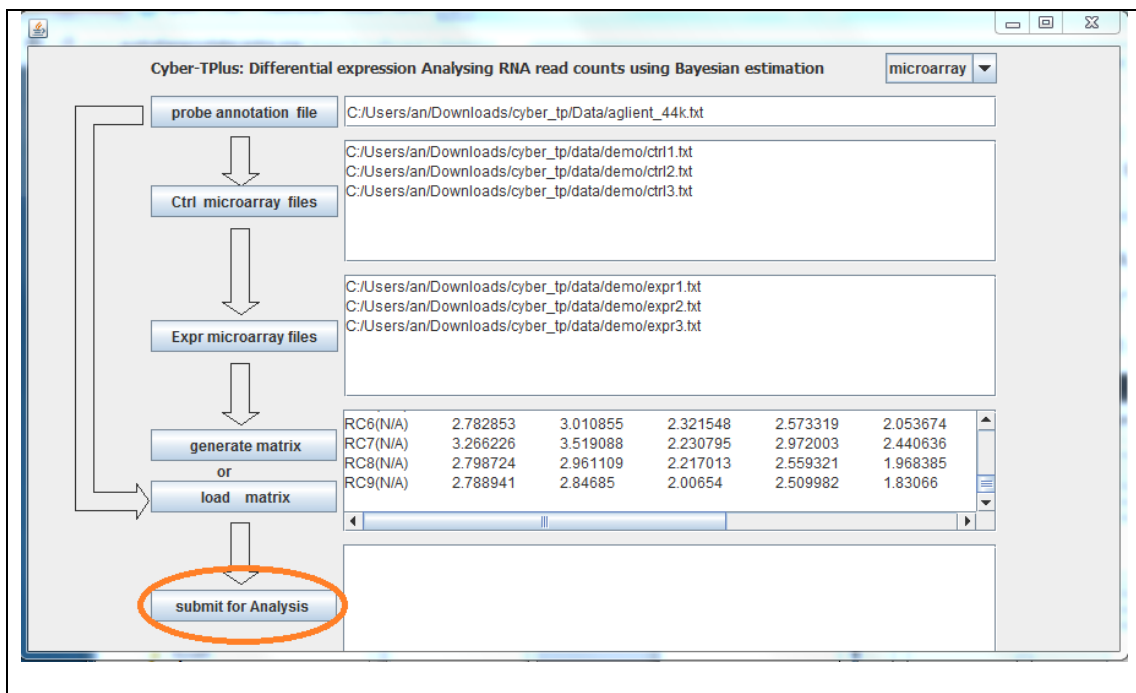 Cyber-TPlus: Differential expression Analysing RNA read counts using Bayesian estimation microarray
probe annotation file C:/Users/an/Downloads/cyber_tp/Data/aglient_44k.txt
C:/Users/an/Downloads/cyber_tp/data/demo/ctrl1.txt
C:/Users/an/Downloads/cyber_tp/data/demo/ctrl2.txt
Ctrl microarray files C:/Users/an/Downloads/cyber_tp/data/demo/ctrl3.txt
C:/Users/an/Downloads/cyber_tp/data/demo/expr1.txt
C:/Users/an/Downloads/cyber_tp/data/demo/expr2.txt
Expr microarray files C:/Users/an/Downloads/cyber_tp/data/demo/expr3.txt
RC6(N/A) 2.782853 3.010855 2.321548 2.573319 2.053674
generate matrix RC7(N/A) 3.266226 3.519088 2.230795 2.972003 2.440636
or RC8(N/A) 2.798724 2.961109 2.217013 2.559321 1.968385
load matrix RC9(N/A) 2.788941 2.84685 2.00654 2.509982 1.83066
submit for Analysis